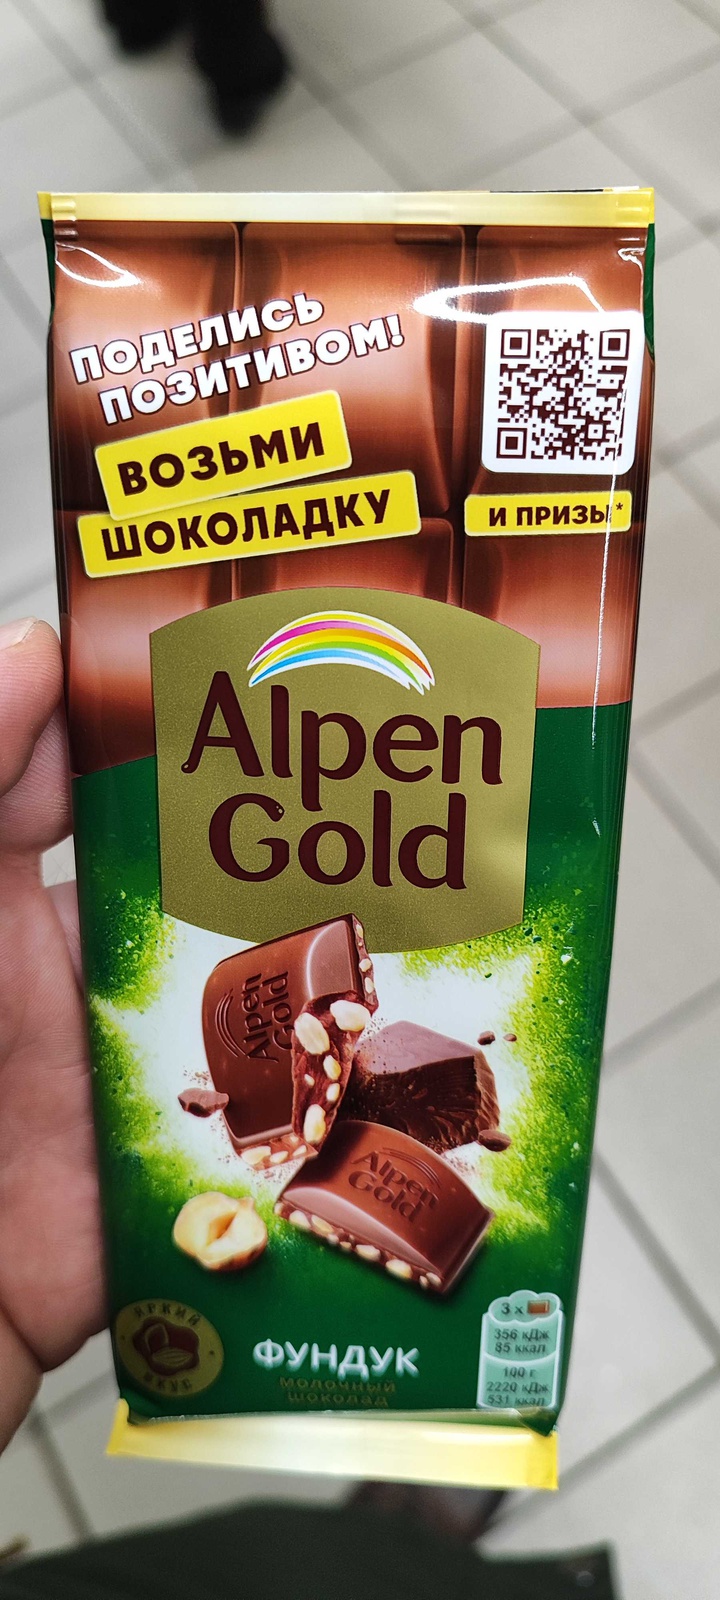 ПОДЕЛИСЬ
ПОЗИТИВОМ!
ВОЗЬМИ
ШОКОЛАДКУ
И ПРИЗЫ*
Alpen
Gold
Alpen
Gold
Alpen
Gold
ЯРКИЙ
ВКУС
ФУНДУК
МОЛОЧНЫЙ
ШОКОЛАД
3 x
356 кДж
85 ккал
100 г
2220 кДж
531 ккал